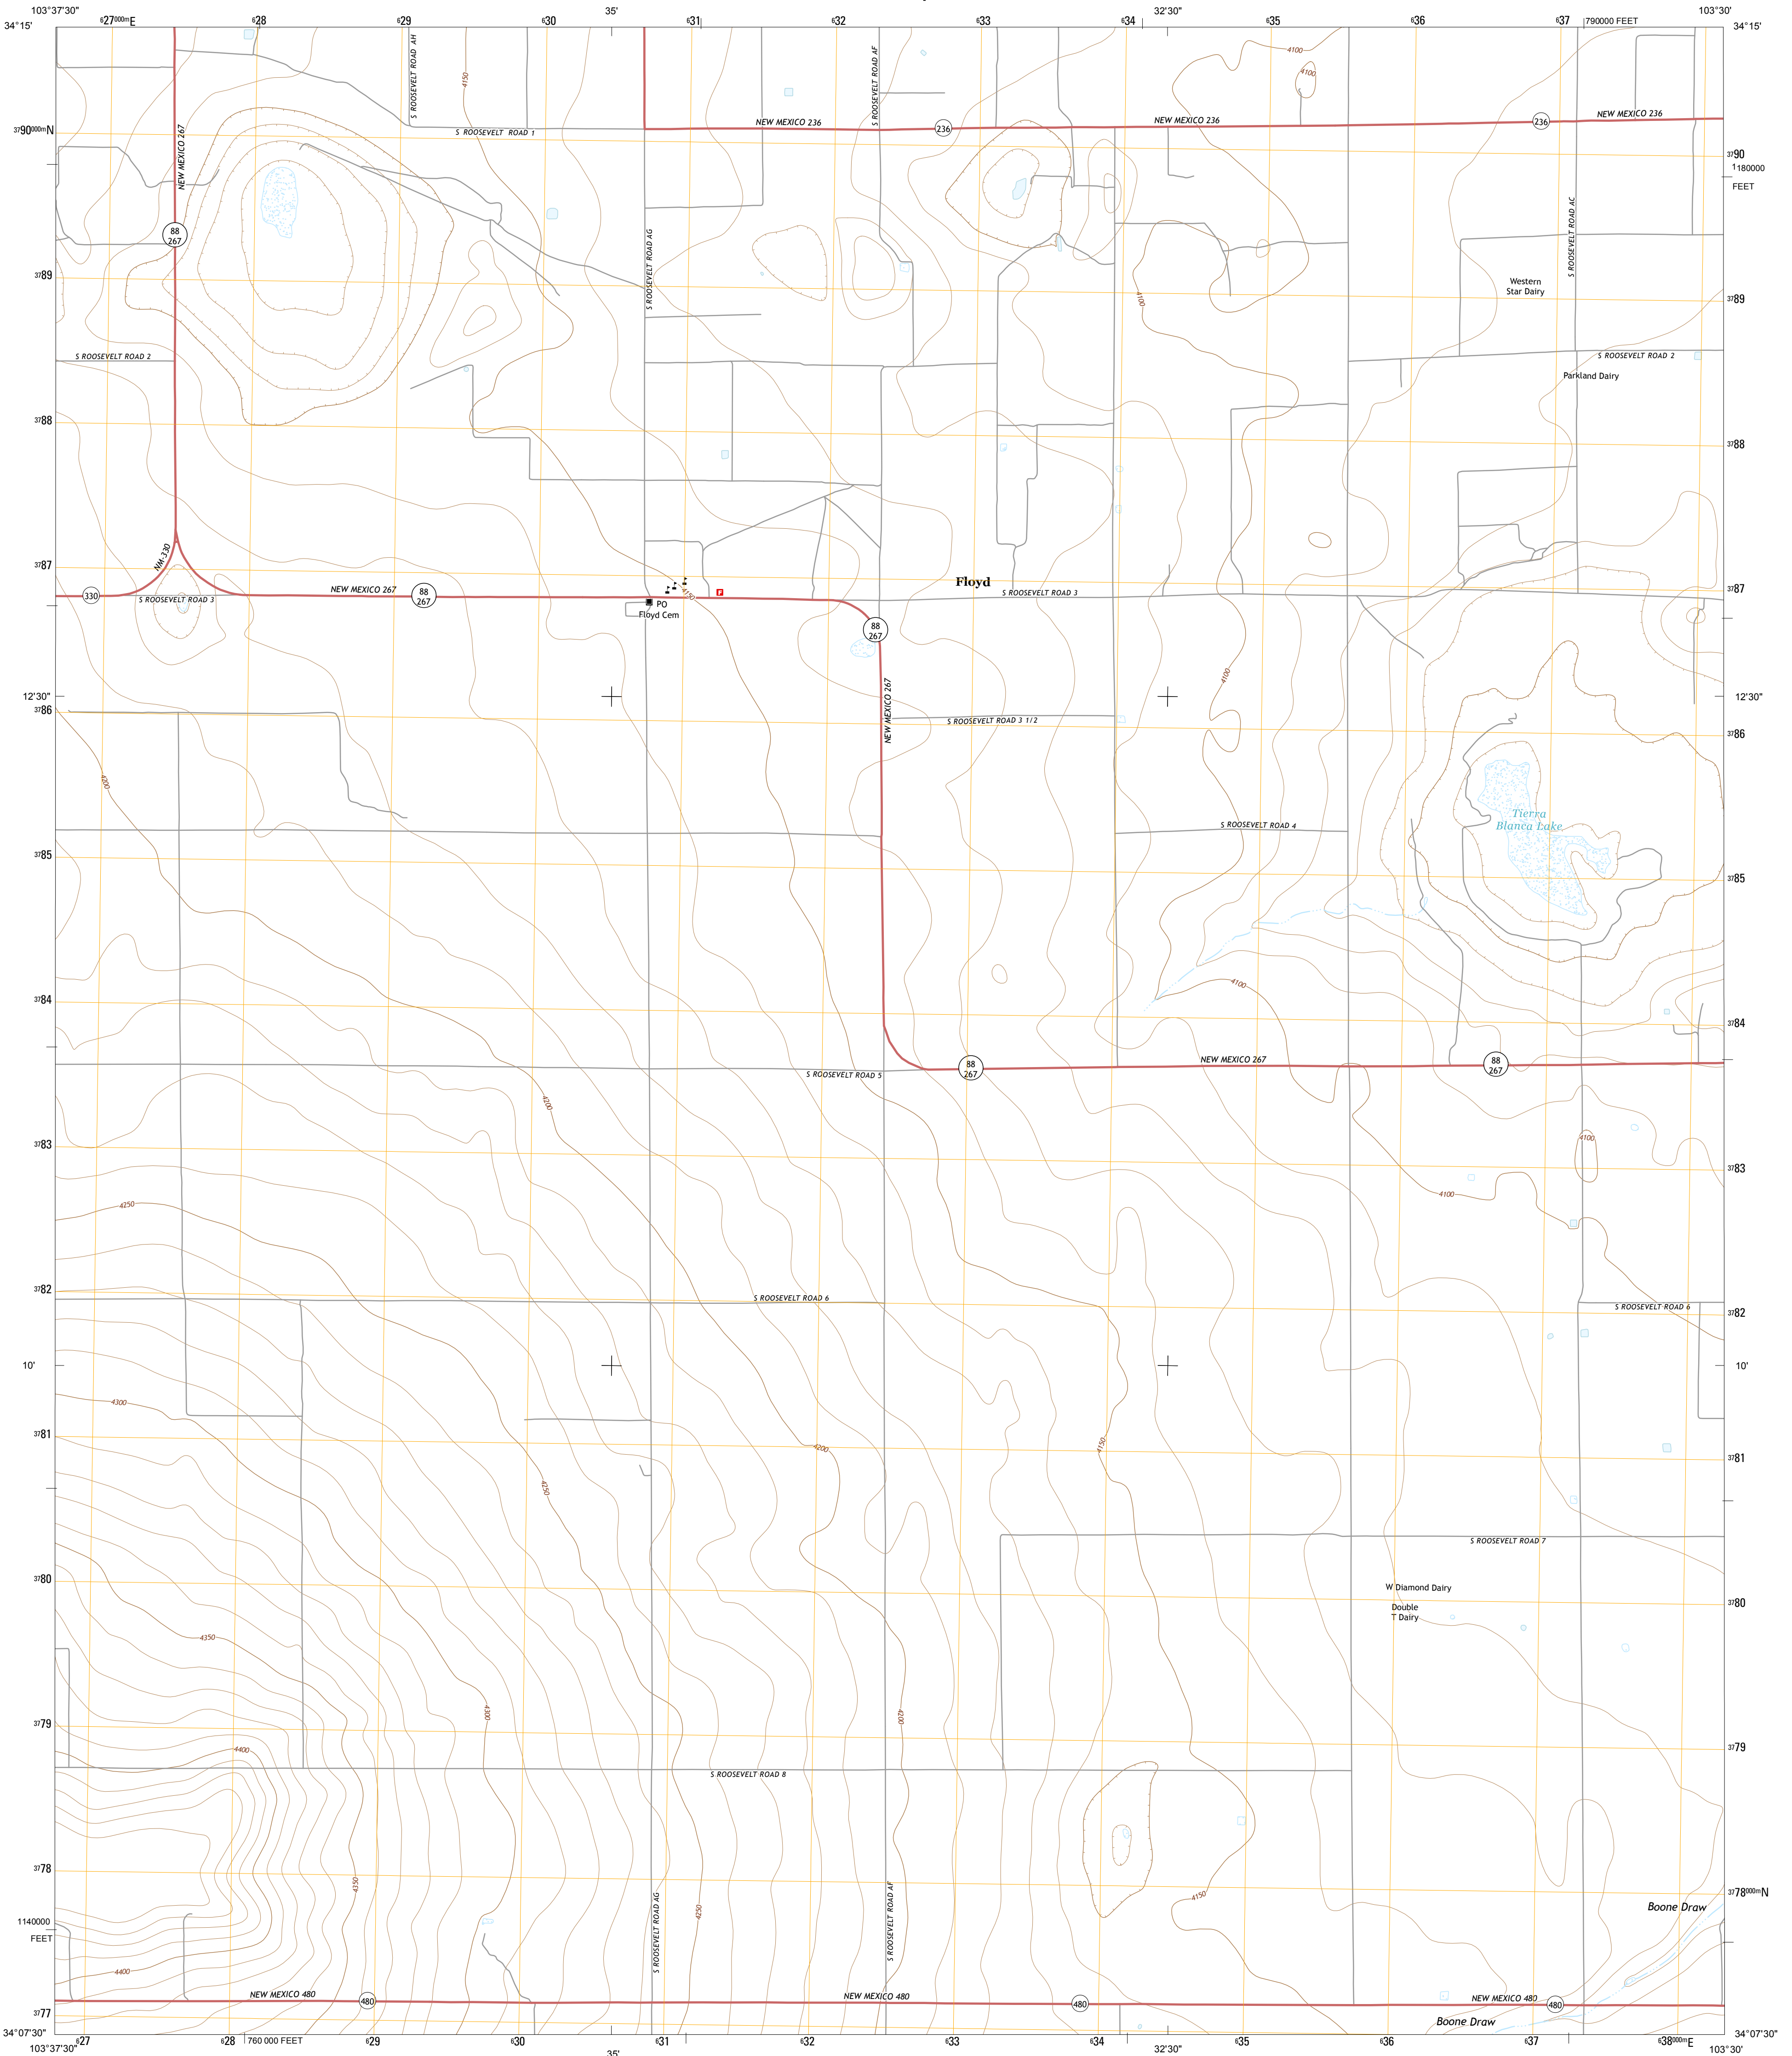 103°37'30" 627000mE 628 629 630 35' 631 632 633 634 32'30" 635 636 637 790000 FEET 103°30'
34°15' 34°15'
S ROOSEVELT ROAD AH
4150
S ROOSEVELT ROAD AF
4100
4100
3790000mN
NEW MEXICO 267
S ROOSEVELT ROAD 1
NEW MEXICO 236
236
NEW MEXICO 236
236
NEW MEXICO 236
3790
1180000
FEET
88
267
S ROOSEVELT ROAD AG
S ROOSEVELT ROAD AC
3789
4100
Western
Star Dairy
3789
S ROOSEVELT ROAD 2
S ROOSEVELT ROAD 2
Parkland Dairy
3788
3788
NM-330
3787
330
S ROOSEVELT ROAD 3
NEW MEXICO 267
88
267
4150
Floyd
S ROOSEVELT ROAD 3
3787
PO
Floyd Cem
88
267
4100
12'30"
12'30"
3786
NEW MEXICO 267
S ROOSEVELT ROAD 3 1/2
3786
4200
Tierra
Blanca Lake
S ROOSEVELT ROAD 4
3785
3785
4100
3784
3784
NEW MEXICO 267
88
267
88
267
S ROOSEVELT ROAD 5
4200
3783
4100
3783
4100
4250
3782
S ROOSEVELT ROAD 6
S ROOSEVELT ROAD 6
3782
10'
10'
4300
3781
4200
4150
3781
4250
S ROOSEVELT ROAD 7
3780
W Diamond Dairy
Double
T Dairy
3780
4350
4300
4200
3779
4400
3779
S ROOSEVELT ROAD 8
3778
4350
4150
3778000mN
S ROOSEVELT ROAD AG
4250
S ROOSEVELT ROAD AF
Boone Draw
1140000
FEET
4400
NEW MEXICO 480
480
NEW MEXICO 480
480
NEW MEXICO 480
480
3777
Boone Draw
34°07'30" 34°07'30"
627 628 760 000 FEET 629 630 631 632 633 634 635 636 637 638000mE
103°37'30" 35' 32'30" 103°30'